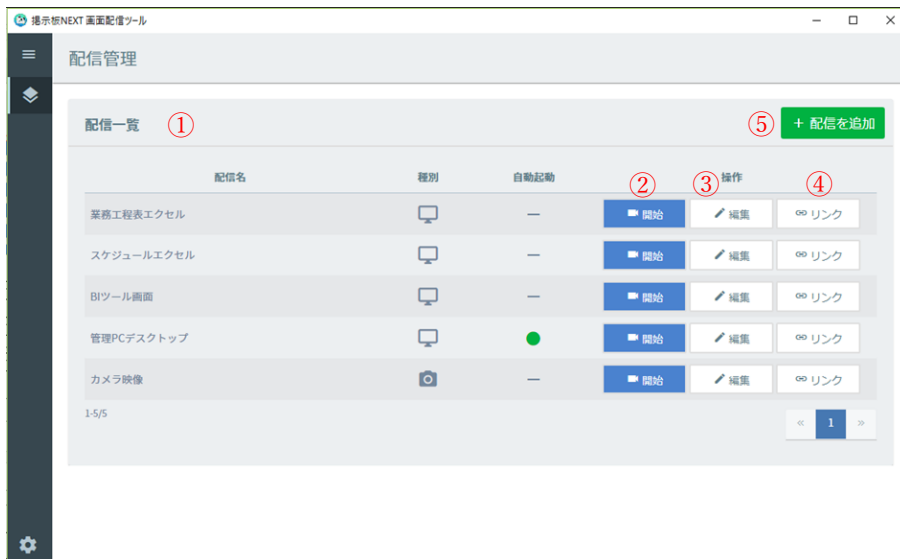 掲示板NEXT 画面配信ツール
配信管理
配信一覧 ① ⑤ + 配信を追加
配信名 種別 自動起動 ② ③ 操作 ④
業務工程表エクセル — 開始 編集 リンク
スケジュールエクセル — 開始 編集 リンク
BIツール画面 — 開始 編集 リンク
管理PCデスクトップ 開始 編集 リンク
カメラ映像 — 開始 編集 リンク
1-5/5
« 1 »